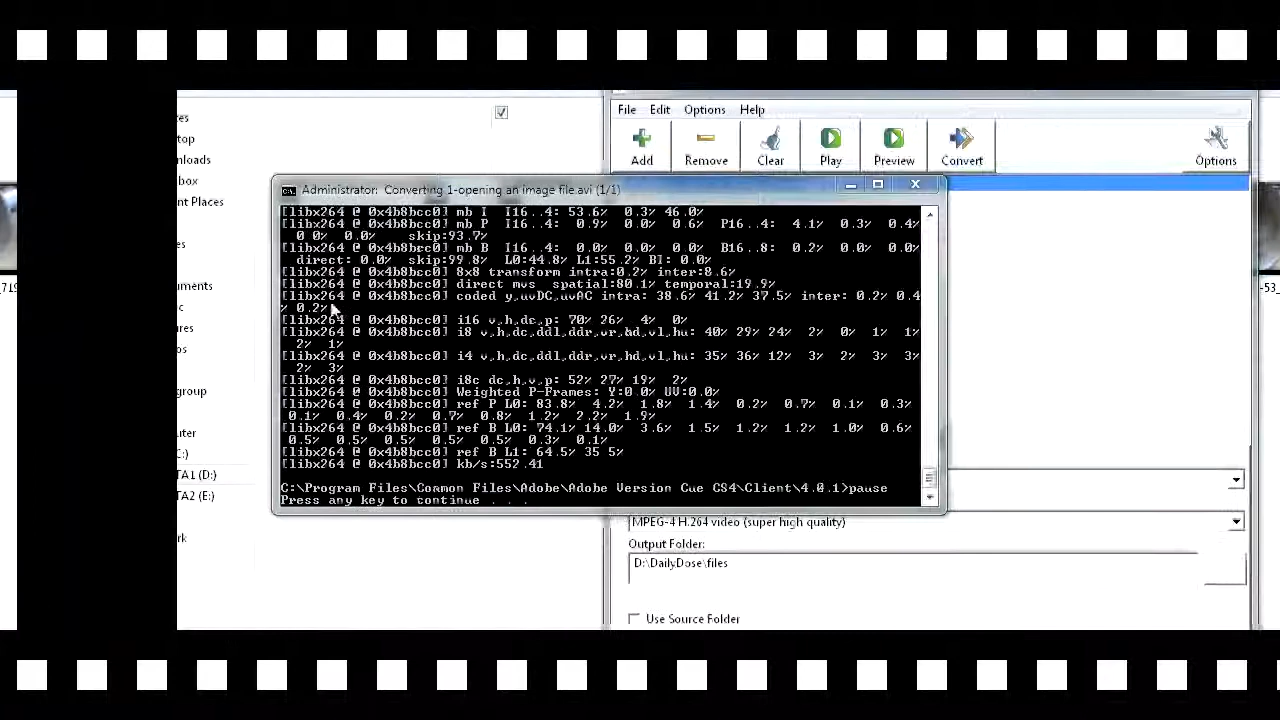 File Edit Options Help
Add Remove Clear Play Preview Convert Options
top
nloads
box
ent Places
uments
group
uter
C:)
TA1 (D:)
TA2 (E:)
rk
Administrator: Converting 1-opening an image file.avi (1/1)
[libx264 @ 0x4b8bcc0] mb I I16..4: 53.6% 0.3% 46.0%
[libx264 @ 0x4b8bcc0] mb P I16..4: 0.9% 0.0% 0.6% P16..4: 4.1% 0.3% 0.4%
0 0% 0.0% skip:93.7%
[libx264 @ 0x4b8bcc0] mb B I16..4: 0.0% 0.0% 0.0% B16..8: 0.2% 0.0% 0.0%
direct: 0.0% skip:99.8% L0:44.8% L1:55.2% BI: 0.0%
[libx264 @ 0x4b8bcc0] 8x8 transform intra:0.2% inter:8.6%
[libx264 @ 0x4b8bcc0] direct mvs spatial:80.1% temporal:19.9%
[libx264 @ 0x4b8bcc0] coded y,uvDC,uvAC intra: 38.6% 41.2% 37.5% inter: 0.2% 0.4
% 0.2%
[libx264 @ 0x4b8bcc0] i16 v,h,dc,p: 70% 26% 4% 0%
[libx264 @ 0x4b8bcc0] i8 v,h,dc,ddl,ddr,vr,hd,vl,hu: 40% 29% 24% 2% 0% 1% 1%
2% 1%
[libx264 @ 0x4b8bcc0] i4 v,h,dc,ddl,ddr,vr,hd,vl,hu: 35% 36% 12% 3% 2% 3% 3%
2% 3%
[libx264 @ 0x4b8bcc0] i8c dc,h,v,p: 52% 27% 19% 2%
[libx264 @ 0x4b8bcc0] Weighted P-Frames: Y:0.0% UV:0.0%
[libx264 @ 0x4b8bcc0] ref P L0: 83.8% 4.2% 1.8% 1.4% 0.2% 0.7% 0.1% 0.3%
0.1% 0.4% 0.2% 0.7% 0.8% 1.2% 2.2% 1.9%
[libx264 @ 0x4b8bcc0] ref B L0: 74.1% 14.0% 3.6% 1.5% 1.2% 1.2% 1.0% 0.6%
0.5% 0.5% 0.5% 0.5% 0.5% 0.3% 0.1%
[libx264 @ 0x4b8bcc0] ref B L1: 64.5% 35 5%
[libx264 @ 0x4b8bcc0] kb/s:552.41
C:\Program Files\Common Files\Adobe\Adobe Version Cue CS4\Client\4.0.1>pause
Press any key to continue . . .
MPEG-4 H.264 video (super high quality)
Output Folder:
D:\DailyDose\files
Use Source Folder